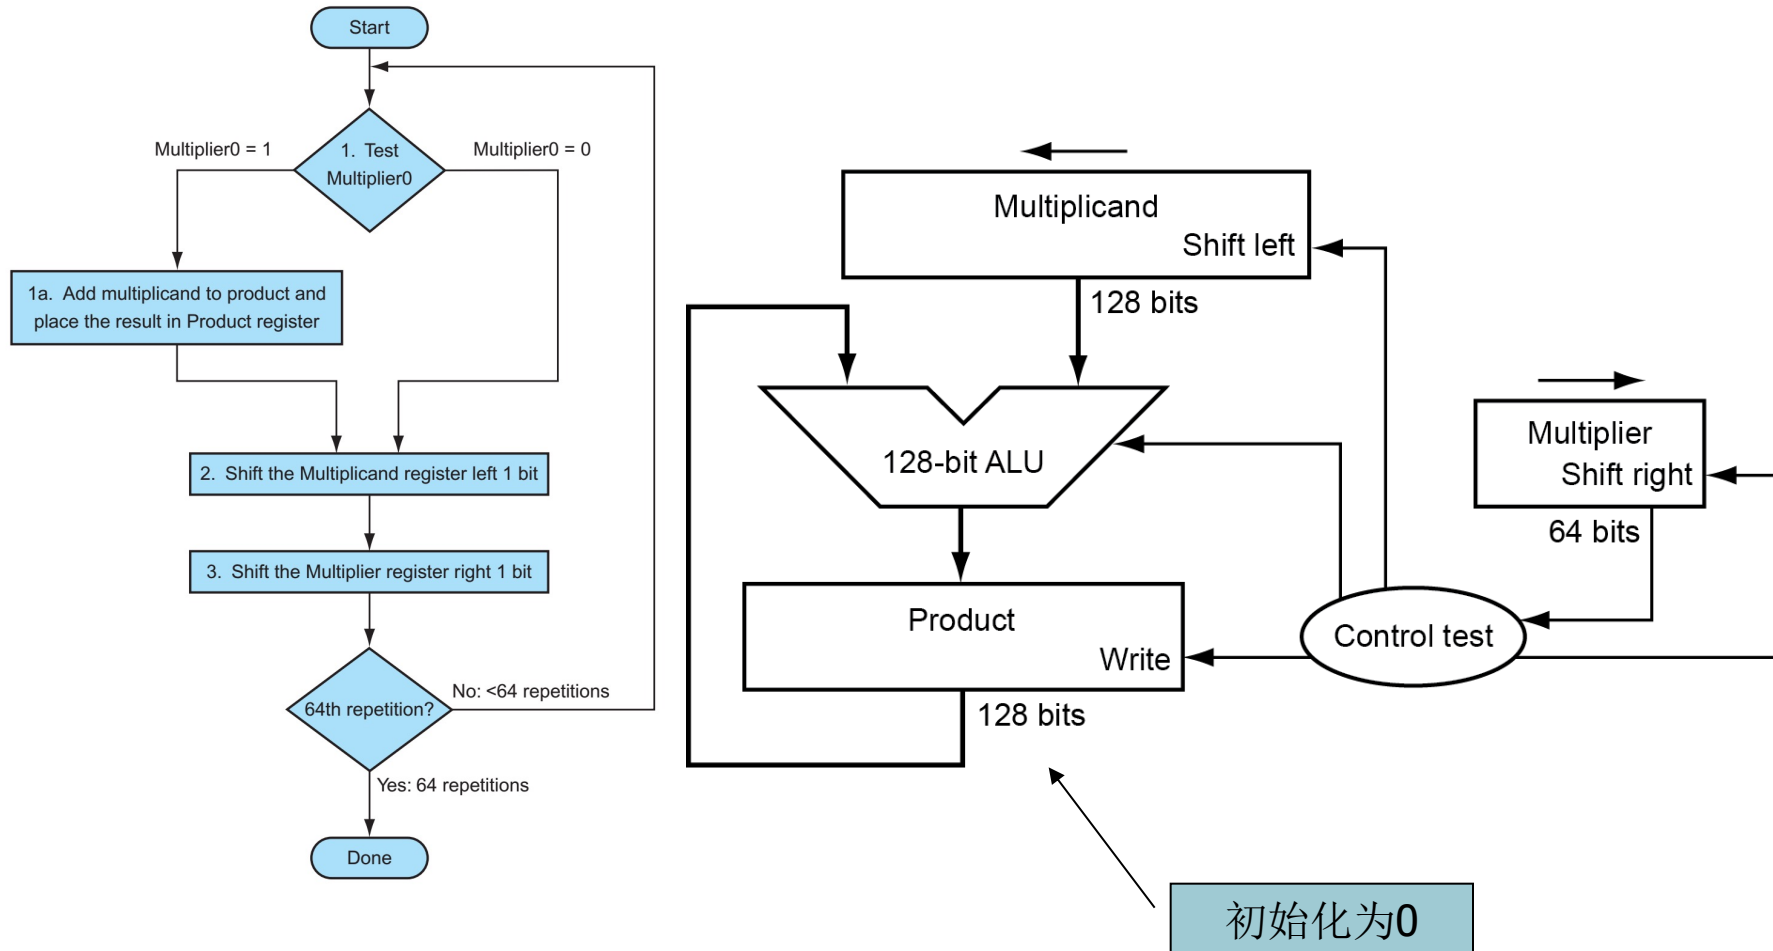 Start
Multiplier0 = 1
1. Test
Multiplier0
Multiplier0 = 0
1a. Add multiplicand to product and
place the result in Product register
2. Shift the Multiplicand register left 1 bit
3. Shift the Multiplier register right 1 bit
64th repetition?
No: <64 repetitions
Yes: 64 repetitions
Done
Multiplicand
Shift left
128 bits
128-bit ALU
Multiplier
Shift right
64 bits
Product
Write
Control test
128 bits
初始化为0